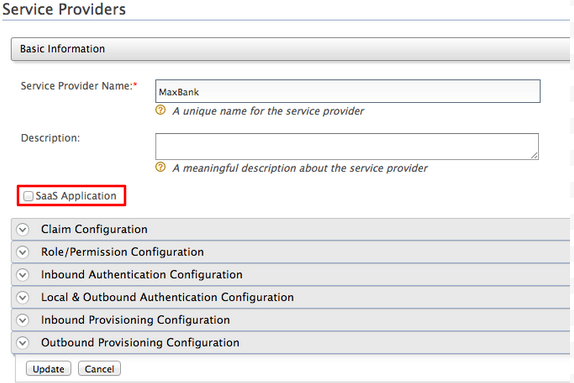 Service Providers
Basic Information
Service Provider Name:*
MaxBank
? A unique name for the service provider
Description:
? A meaningful description about the service provider
SaaS Application
Claim Configuration
Role/Permission Configuration
Inbound Authentication Configuration
Local & Outbound Authentication Configuration
Inbound Provisioning Configuration
Outbound Provisioning Configuration
Update Cancel